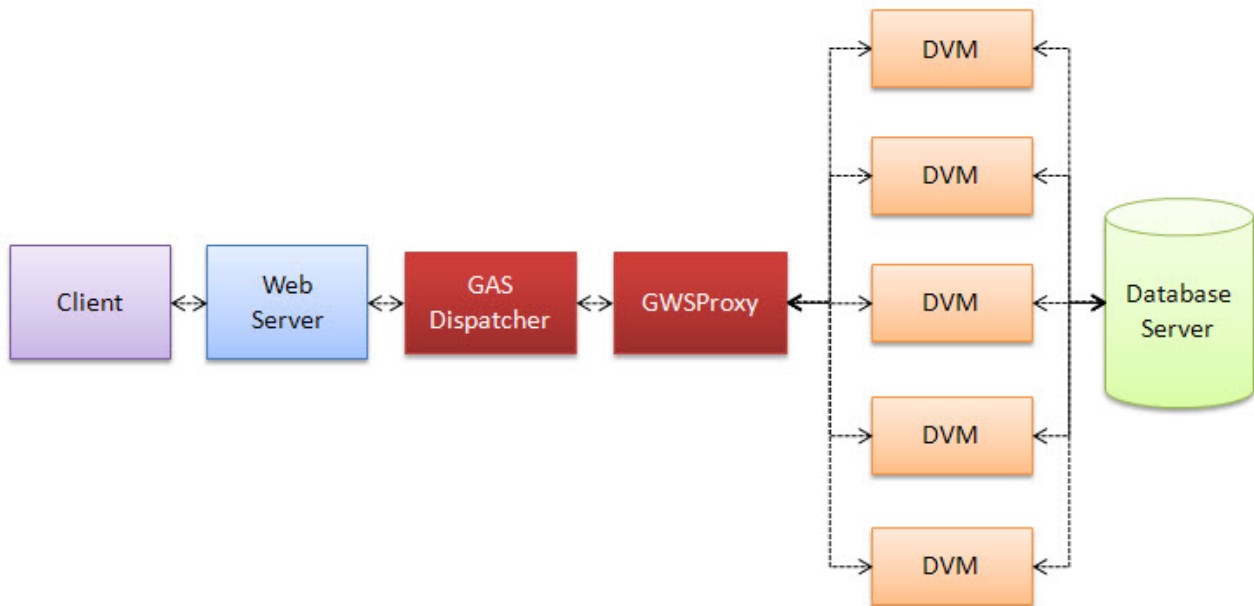 Client
Web
Server
GAS
Dispatcher
GWSProxy
DVM
DVM
DVM
DVM
DVM
Database
Server